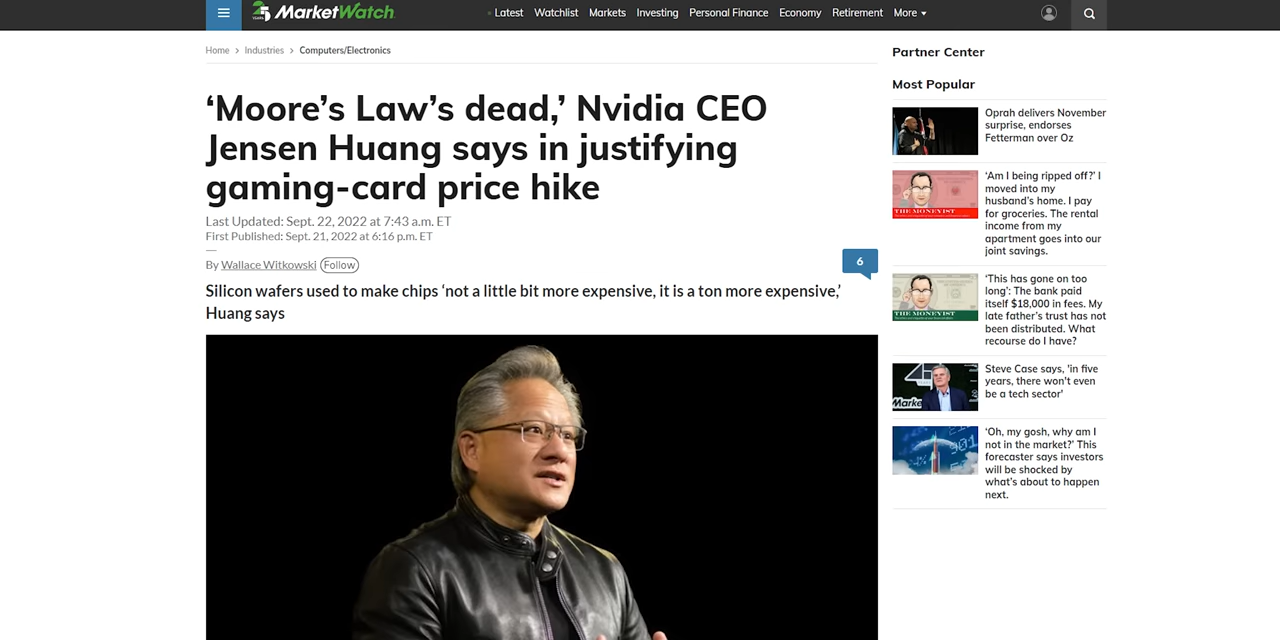 MarketWatch
Latest Watchlist Markets Investing Personal Finance Economy Retirement More
Home > Industries > Computers/Electronics
‘Moore’s Law’s dead,’ Nvidia CEO
Jensen Huang says in justifying
gaming-card price hike
Last Updated: Sept. 22, 2022 at 7:43 a.m. ET
First Published: Sept. 21, 2022 at 6:16 p.m. ET
By Wallace Witkowski Follow
6
Silicon wafers used to make chips ‘not a little bit more expensive, it is a ton more expensive,’
Huang says
Partner Center
Most Popular
Oprah delivers November
surprise, endorses
Fetterman over Oz
‘Am I being ripped off?’ I
moved into my
husband’s home. I pay
for groceries. The rental
income from my
apartment goes into our
joint savings.
THE MONEYIST
‘This has gone on too
long’: The bank paid
itself $18,000 in fees. My
late father’s trust has not
been distributed. What
recourse do I have?
THE MONEYIST
Steve Case says, 'in five
years, there won't even
be a tech sector'
Marke
‘Oh, my gosh, why am I
not in the market?’ This
forecaster says investors
will be shocked by
what’s about to happen
next.